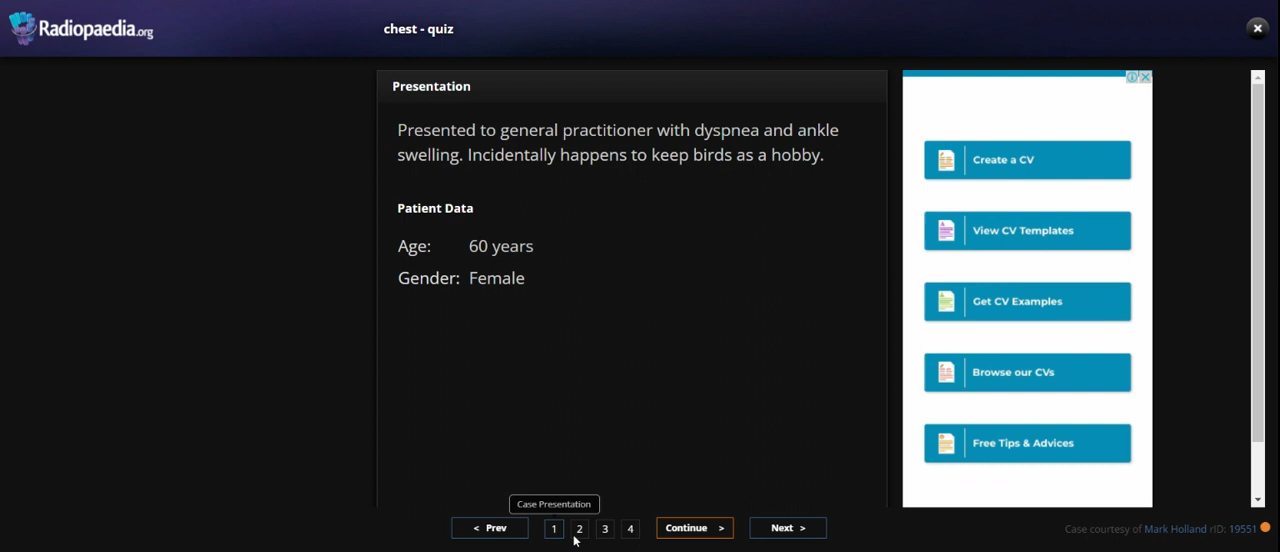 Radiopaedia.org
chest - quiz
Presentation
Presented to general practitioner with dyspnea and ankle
swelling. Incidentally happens to keep birds as a hobby.
Patient Data
Age: 60 years
Gender: Female
Create a CV
View CV Templates
Get CV Examples
Browse our CVs
Free Tips & Advices
Case Presentation
< Prev 1 2 3 4 Continue > Next >
Case courtesy of Mark Holland rID: 19551